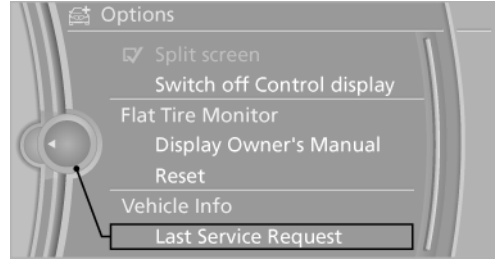 Options
Split screen
Switch off Control display
Flat Tire Monitor
Display Owner's Manual
Reset
Vehicle Info
Last Service Request